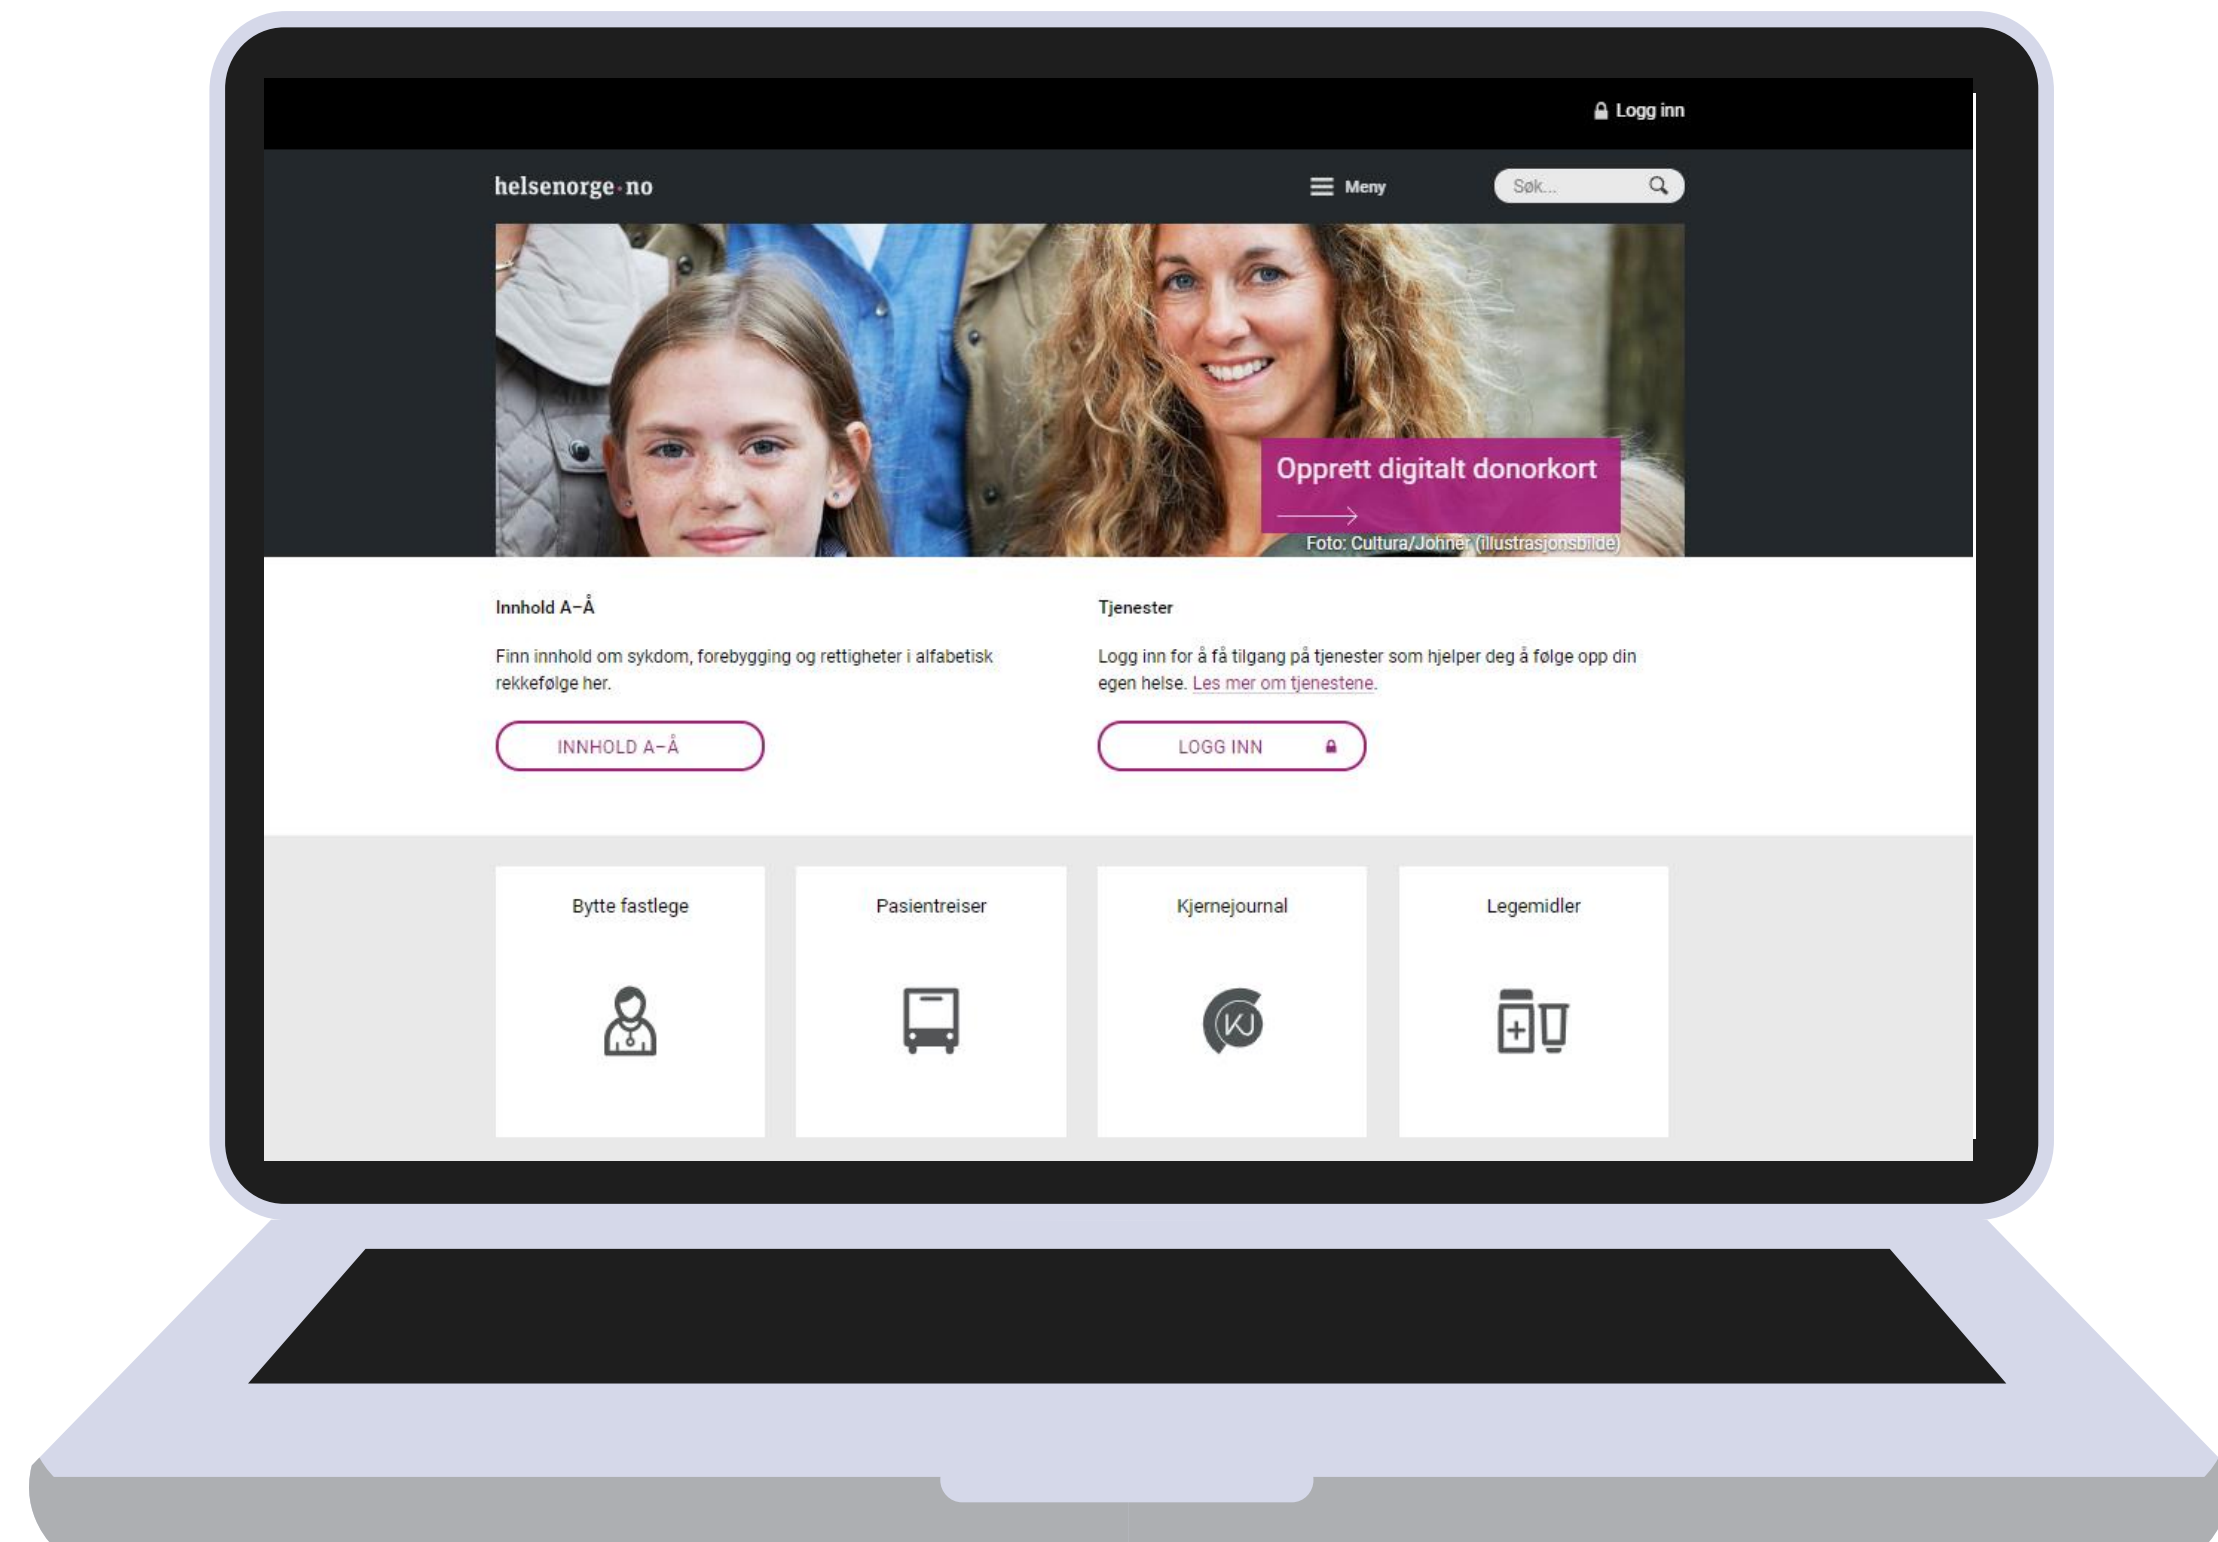 Logg inn
helsenorge·no
Meny
Søk...
Opprett digitalt donorkort
Foto: Cultura/Johner (illustrasjonsbilde)
Innhold A–Å
Finn innhold om sykdom, forebygging og rettigheter i alfabetisk
rekkefølge her.
INNHOLD A–Å
Tjenester
Logg inn for å få tilgang på tjenester som hjelper deg å følge opp din
egen helse. Les mer om tjenestene.
LOGG INN
Bytte fastlege
Pasientreiser
Kjernejournal
KJ
Legemidler